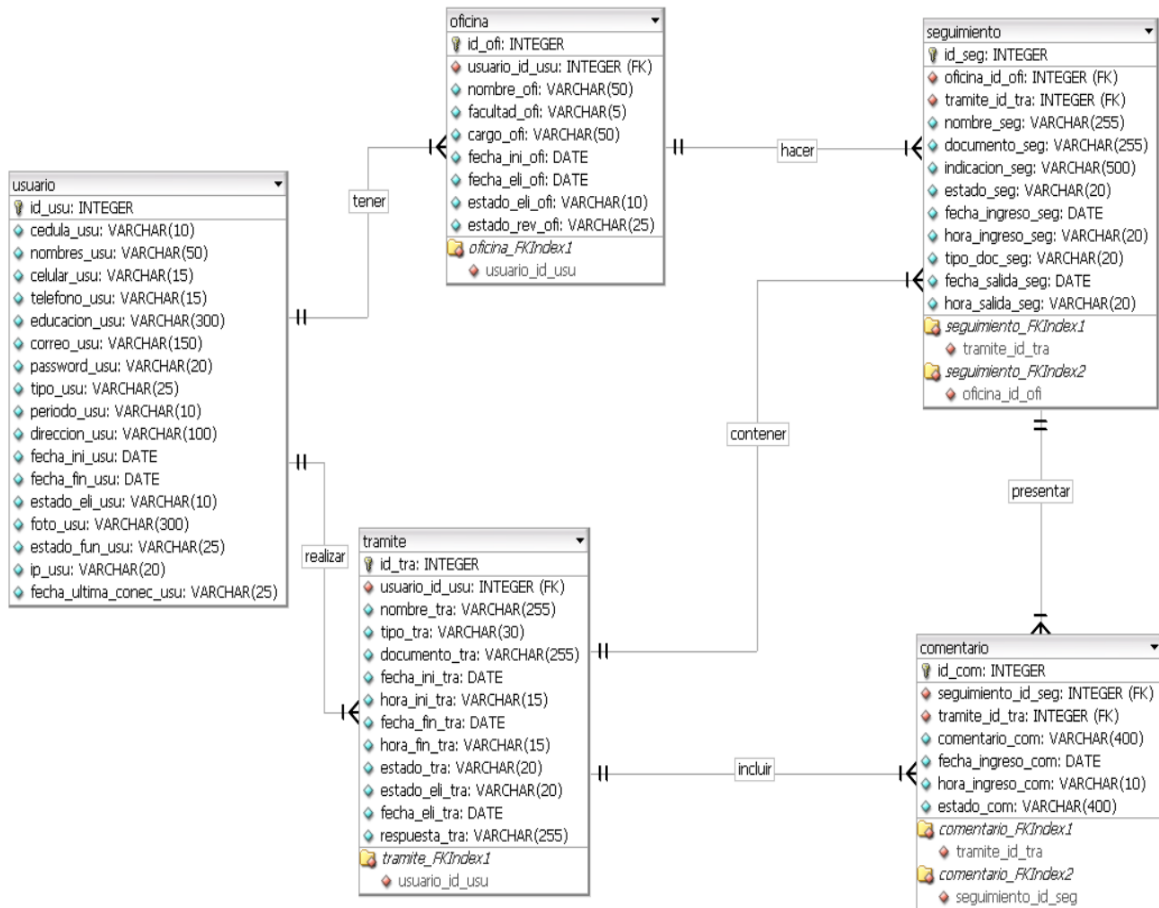 oficina
id_ofi: INTEGER
usuario_id_usu: INTEGER (FK)
nombre_ofi: VARCHAR(50)
facultad_ofi: VARCHAR(5)
cargo_ofi: VARCHAR(50)
fecha_ini_ofi: DATE
fecha_eli_ofi: DATE
estado_eli_ofi: VARCHAR(10)
estado_rev_ofi: VARCHAR(25)
oficina_FKIndex1
usuario_id_usu
seguimiento
id_seg: INTEGER
oficina_id_ofi: INTEGER (FK)
tramite_id_tra: INTEGER (FK)
nombre_seg: VARCHAR(255)
documento_seg: VARCHAR(255)
indicacion_seg: VARCHAR(500)
estado_seg: VARCHAR(20)
fecha_ingreso_seg: DATE
hora_ingreso_seg: VARCHAR(20)
tipo_doc_seg: VARCHAR(20)
fecha_salida_seg: DATE
hora_salida_seg: VARCHAR(20)
seguimiento_FKIndex1
tramite_id_tra
seguimiento_FKIndex2
oficina_id_ofi
hacer
tener
usuario
id_usu: INTEGER
cedula_usu: VARCHAR(10)
nombres_usu: VARCHAR(50)
celular_usu: VARCHAR(15)
telefono_usu: VARCHAR(15)
educacion_usu: VARCHAR(300)
correo_usu: VARCHAR(150)
password_usu: VARCHAR(20)
tipo_usu: VARCHAR(25)
periodo_usu: VARCHAR(10)
direccion_usu: VARCHAR(100)
fecha_ini_usu: DATE
fecha_fin_usu: DATE
estado_eli_usu: VARCHAR(10)
foto_usu: VARCHAR(300)
estado_fun_usu: VARCHAR(25)
ip_usu: VARCHAR(20)
fecha_ultima_conec_usu: VARCHAR(25)
contener
presentar
realizar
tramite
id_tra: INTEGER
usuario_id_usu: INTEGER (FK)
nombre_tra: VARCHAR(255)
tipo_tra: VARCHAR(30)
documento_tra: VARCHAR(255)
fecha_ini_tra: DATE
hora_ini_tra: VARCHAR(15)
fecha_fin_tra: DATE
hora_fin_tra: VARCHAR(15)
estado_tra: VARCHAR(20)
estado_eli_tra: VARCHAR(20)
fecha_eli_tra: DATE
respuesta_tra: VARCHAR(255)
tramite_FKIndex1
usuario_id_usu
incluir
comentario
id_com: INTEGER
seguimiento_id_seg: INTEGER (FK)
tramite_id_tra: INTEGER (FK)
comentario_com: VARCHAR(400)
fecha_ingreso_com: DATE
hora_ingreso_com: VARCHAR(10)
estado_com: VARCHAR(400)
comentario_FKIndex1
tramite_id_tra
comentario_FKIndex2
seguimiento_id_seg